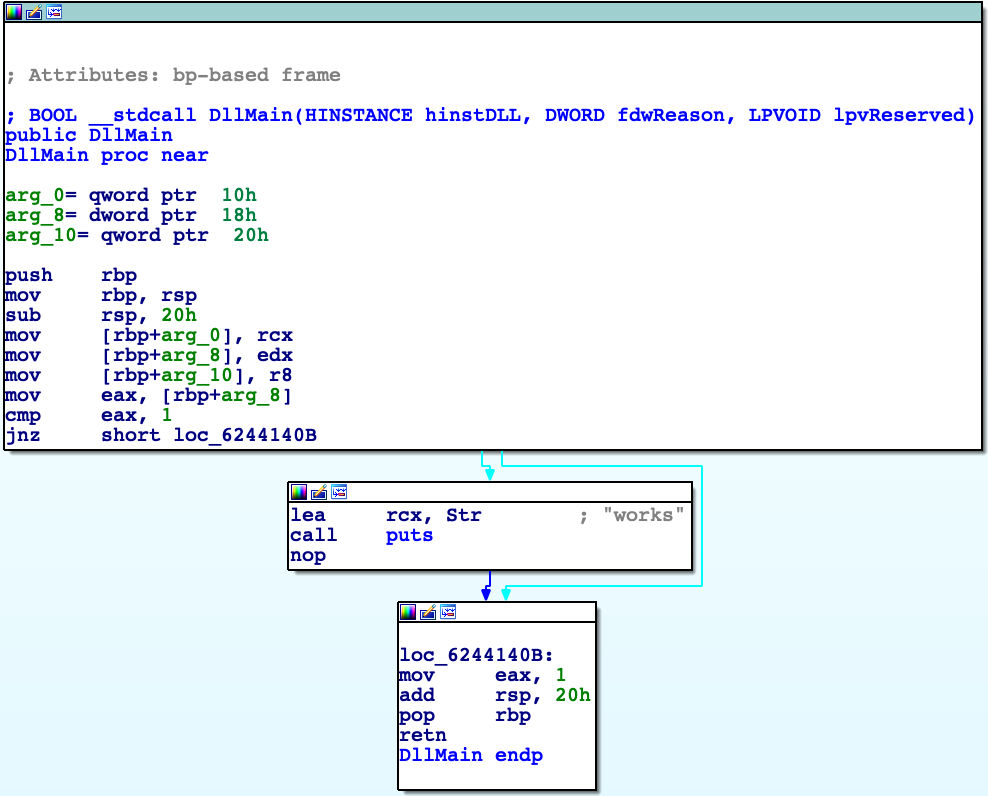 ; Attributes: bp-based frame
; BOOL __stdcall DllMain(HINSTANCE hinstDLL, DWORD fdwReason, LPVOID lpvReserved)
public DllMain
DllMain proc near
arg_0= qword ptr  10h
arg_8= dword ptr  18h
arg_10= qword ptr  20h
push    rbp
mov     rbp, rsp
sub     rsp, 20h
mov     [rbp+arg_0], rcx
mov     [rbp+arg_8], edx
mov     [rbp+arg_10], r8
mov     eax, [rbp+arg_8]
cmp     eax, 1
jnz     short loc_6244140B
lea     rcx, Str        ; "works"
call    puts
nop
loc_6244140B:
mov     eax, 1
add     rsp, 20h
pop     rbp
retn
DllMain endp